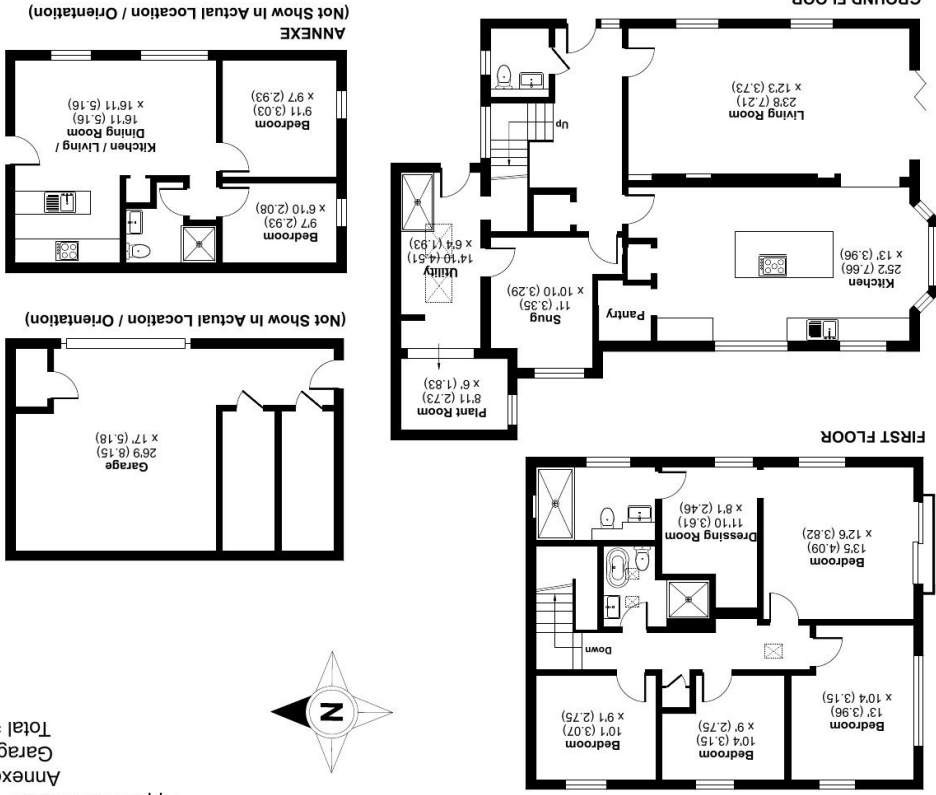 Annexe
Garag
Total =
Bedroom
13' (3.96)
x 10'4 (3.15)
Bedroom
10'4 (3.15)
x 9' (2.75)
Bedroom
10'1 (3.07)
x 9'1 (2.75)
N
Down
Bedroom
13'5 (4.09)
x 12'6 (3.82)
Dressing Room
11'10 (3.61)
x 8'1 (2.46)
FIRST FLOOR
Garage
26'9 (8.15)
x 17' (5.18)
(Not Show In Actual Location / Orientation)
Plant Room
8'11 (2.73)
x 6' (1.83)
Pantry
Snug
11' (3.35)
x 10'10 (3.29)
Utility
14'10 (4.51)
x 6'4 (1.93)
Kitchen
25'2 (7.66)
x 13' (3.96)
Up
Living Room
23'8 (7.21)
x 12'3 (3.73)
GROUND FLOOR
Bedroom
9'7 (2.93)
x 6'10 (2.08)
Bedroom
9'11 (3.03)
x 9'7 (2.93)
Kitchen / Living /
Dining Room
16'11 (5.16)
x 16'11 (5.16)
ANNEXE
(Not Show In Actual Location / Orientation)